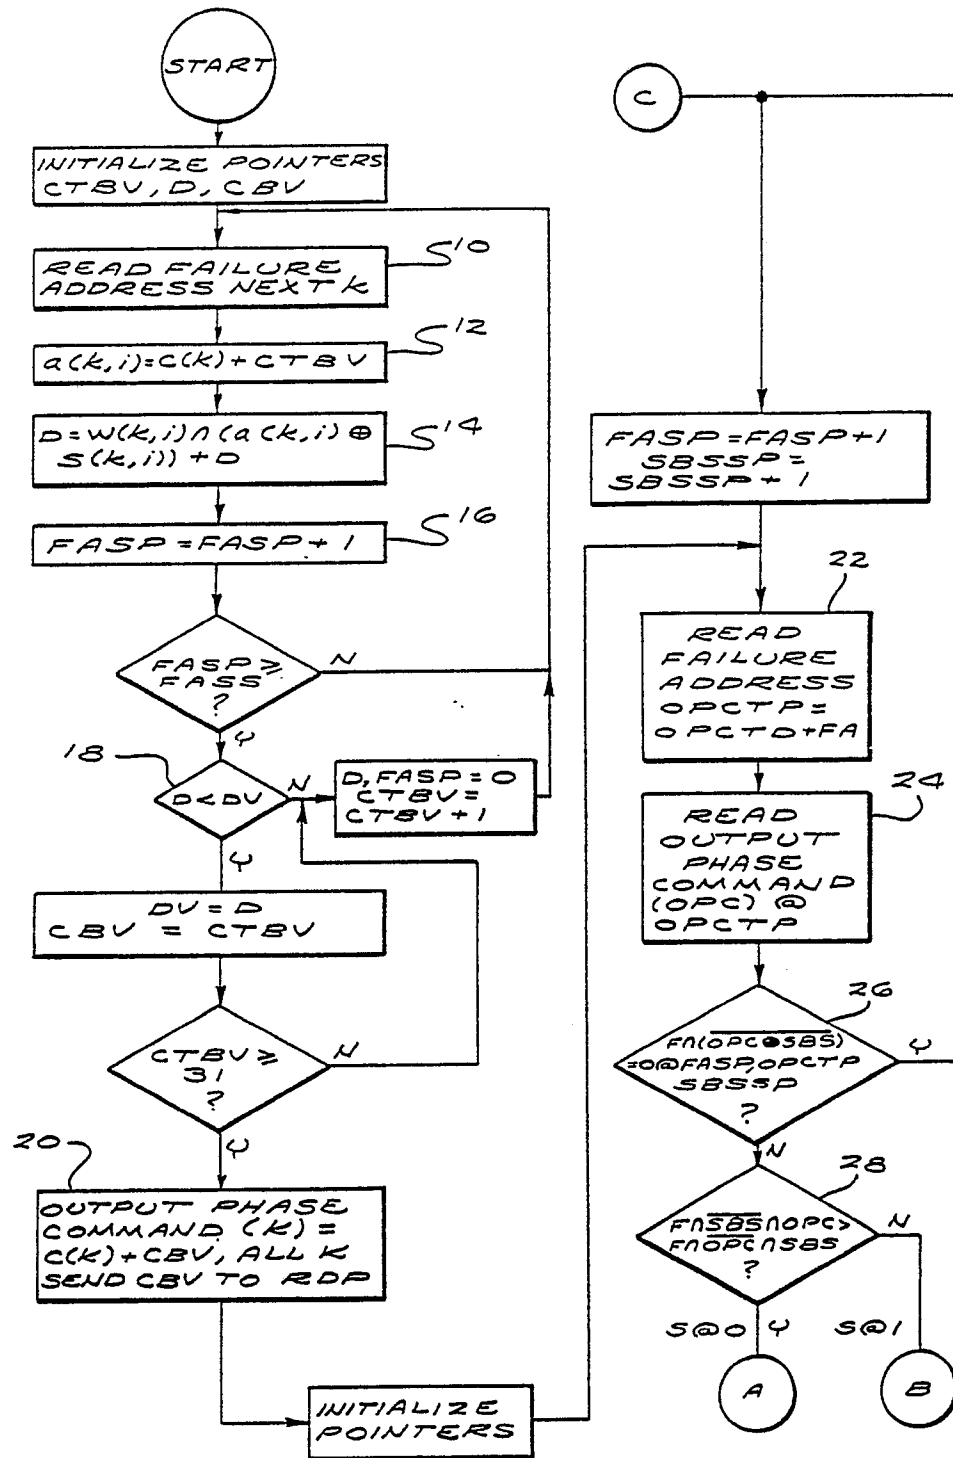 START
INITIALIZE POINTERS
CTBV, D, CBV
READ FAILURE
ADDRESS NEXT K
S10
a(k,i)=C(k)+CTBV
S12
D=W(k,i)∩(a(k,i)⊕
S(k,i))+D
S14
FASP=FASP+1
S16
FASP≥
FASS
?
N
Y
18
D<DV
N
D, FASP=0
CTBV=
CTBV+1
Y
DV=D
CBV = CTBV
CTBV≥
31
?
N
Y
20
OUTPUT PHASE
COMMAND (K)=
C(k)+CBV, ALL K
SEND CBV TO RDP
INITIALIZE
POINTERS
C
FASP=FASP+1
SBSSP=
SBSSP+1
22
READ
FAILURE
ADDRESS
OPCTP=
OPCTD+FA
24
READ
OUTPUT
PHASE
COMMAND
(OPC) @
OPCTP
26
F∩(OPC⊕SBS)
=0@FASP,OPCTP
SBSSP
?
Y
N
28
F∩SBS∩OPC>
F∩OPC∩SBS
?
N
S@0 Y
S@1
A
B